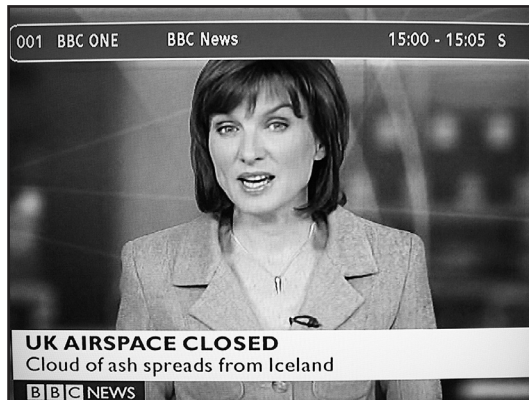 001 BBC ONE BBC News 15:00 - 15:05 S
UK AIRSPACE CLOSED
Cloud of ash spreads from Iceland
BBC NEWS